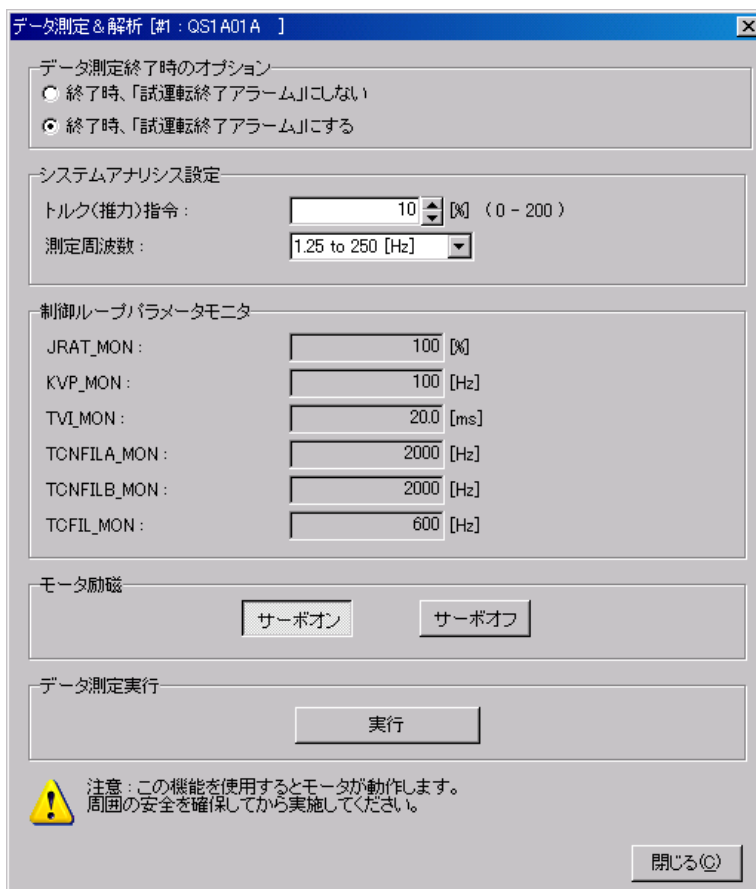 データ測定&解析 [#1 : QS1A01A ]
データ測定終了時のオプション
終了時、「試運転終了アラーム」にしない
終了時、「試運転終了アラーム」にする
システムアナリシス設定
トルク(推力)指令 : 10 [%] ( 0 - 200 )
測定周波数 : 1.25 to 250 [Hz]
制御ループパラメータモニタ
JRAT_MON : 100 [%]
KVP_MON : 100 [Hz]
TVI_MON : 20.0 [ms]
TCNFILA_MON : 2000 [Hz]
TCNFILB_MON : 2000 [Hz]
TCFIL_MON : 600 [Hz]
モータ励磁
サーボオン サーボオフ
データ測定実行
実行
注意 : この機能を使用するとモータが動作します。
周囲の安全を確保してから実施してください。
閉じる(C)